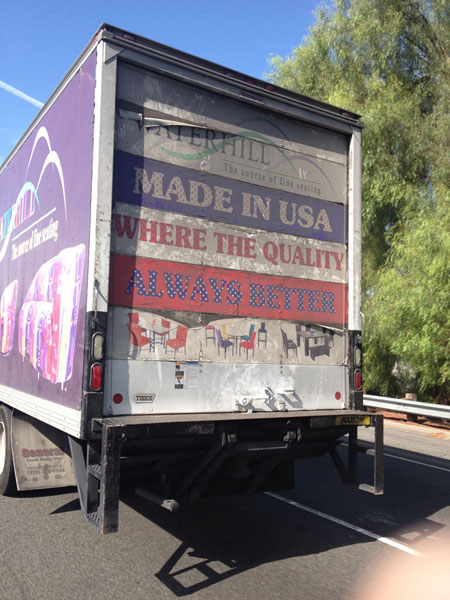 WATERHILL
The source of fine seating
MADE IN USA
WHERE THE QUALITY
ALWAYS BETTER
The source of fine seating
TOMMY